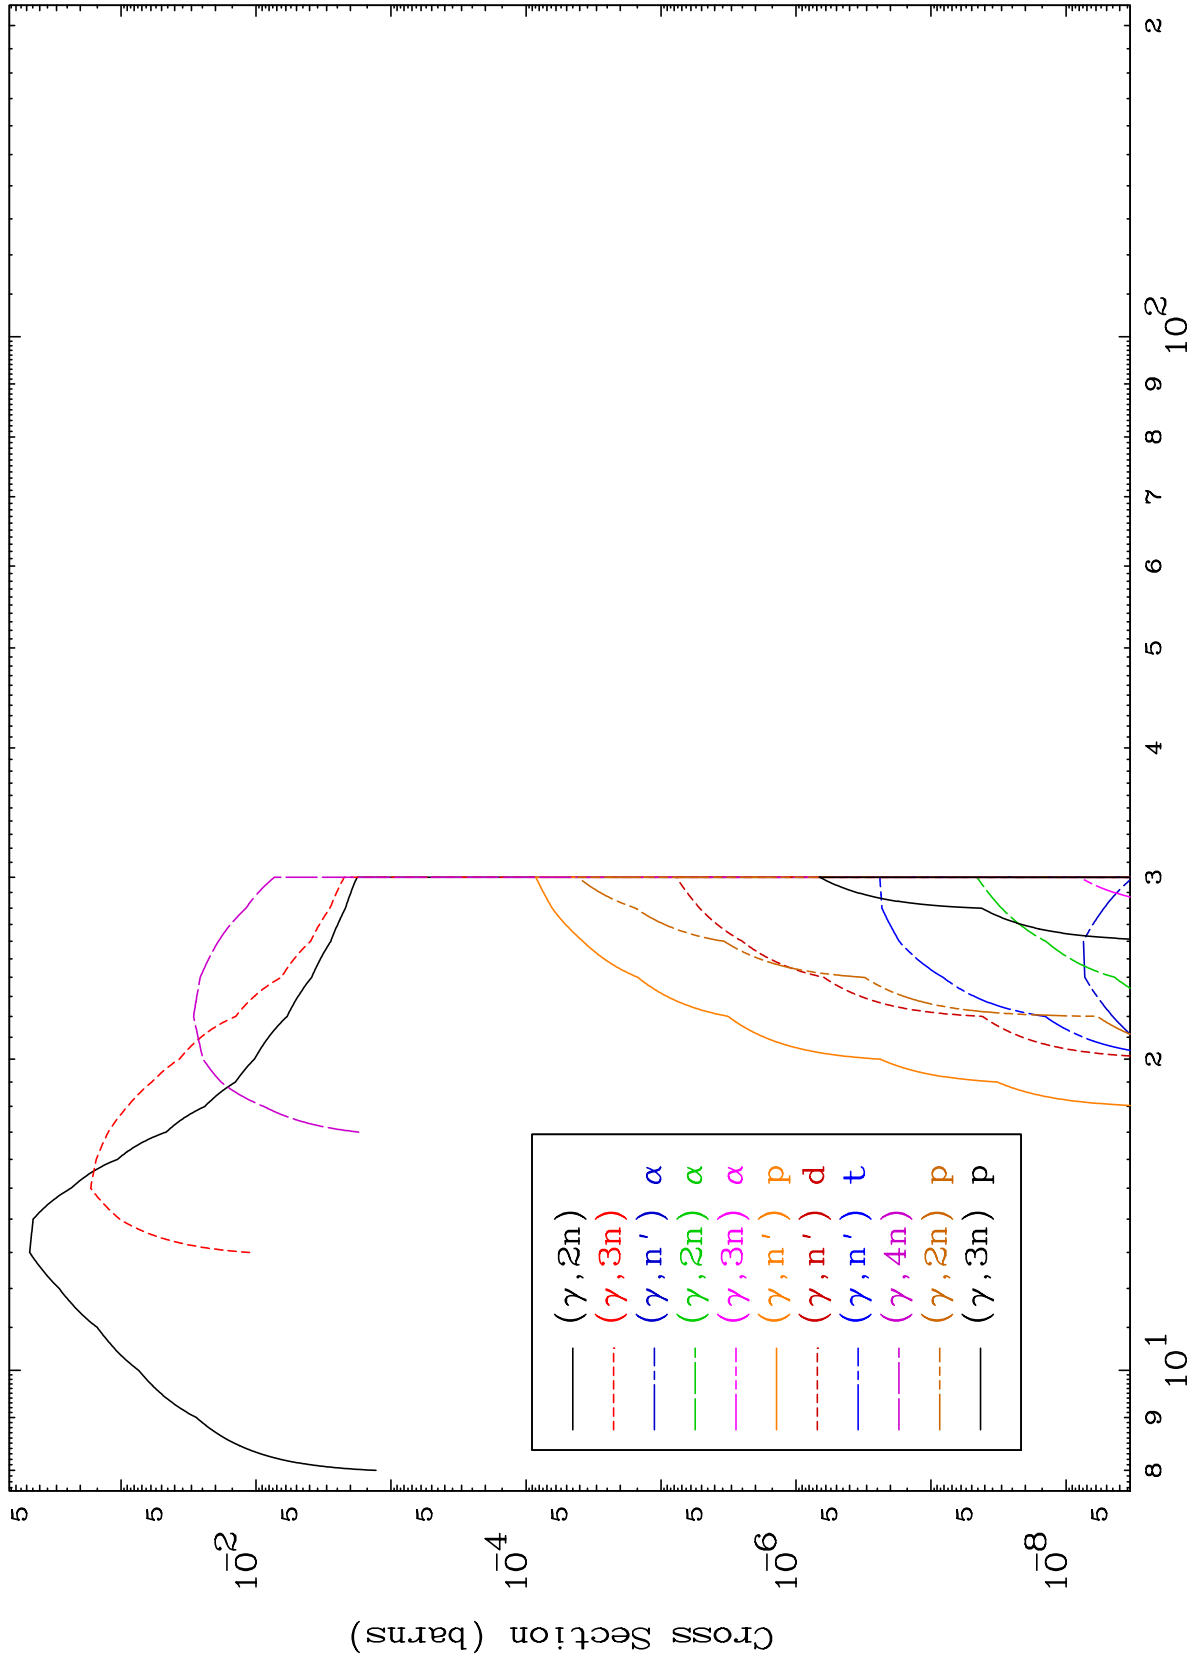 Cross Section (barns)
5
5
10-2
5
5
10-4
5
5
10-6
5
5
10-8
5
(γ,2n)
(γ,3n)
(γ,n') α
(γ,2n) α
(γ,3n) α
(γ,n') p
(γ,n') d
(γ,n') t
(γ,4n)
(γ,2n) p
(γ,3n) p
8 9 10 1 2 3 4 5 6 7 8 9 10 2 2